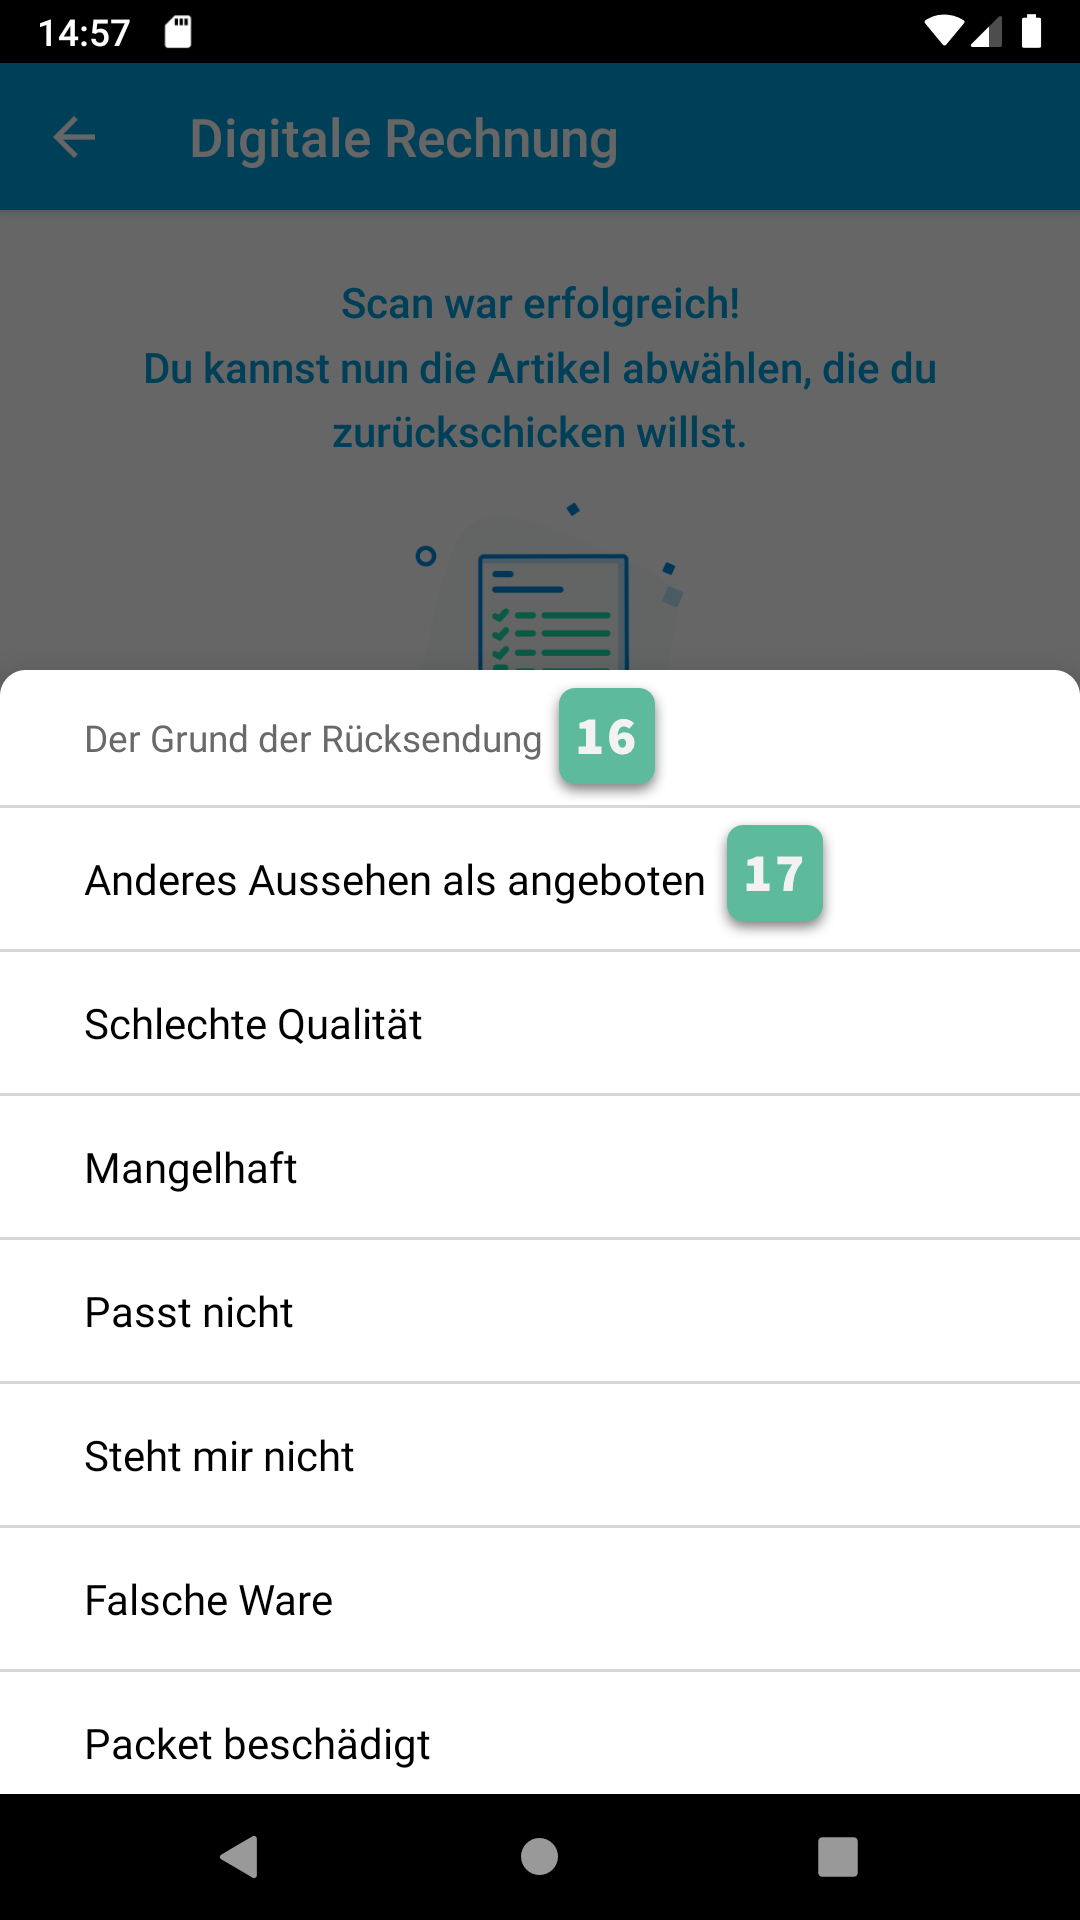 14:57
Digitale Rechnung
Scan war erfolgreich!
Du kannst nun die Artikel abwählen, die du
zurückschicken willst.
Der Grund der Rücksendung 16
Anderes Aussehen als angeboten 17
Schlechte Qualität
Mangelhaft
Passt nicht
Steht mir nicht
Falsche Ware
Packet beschädigt